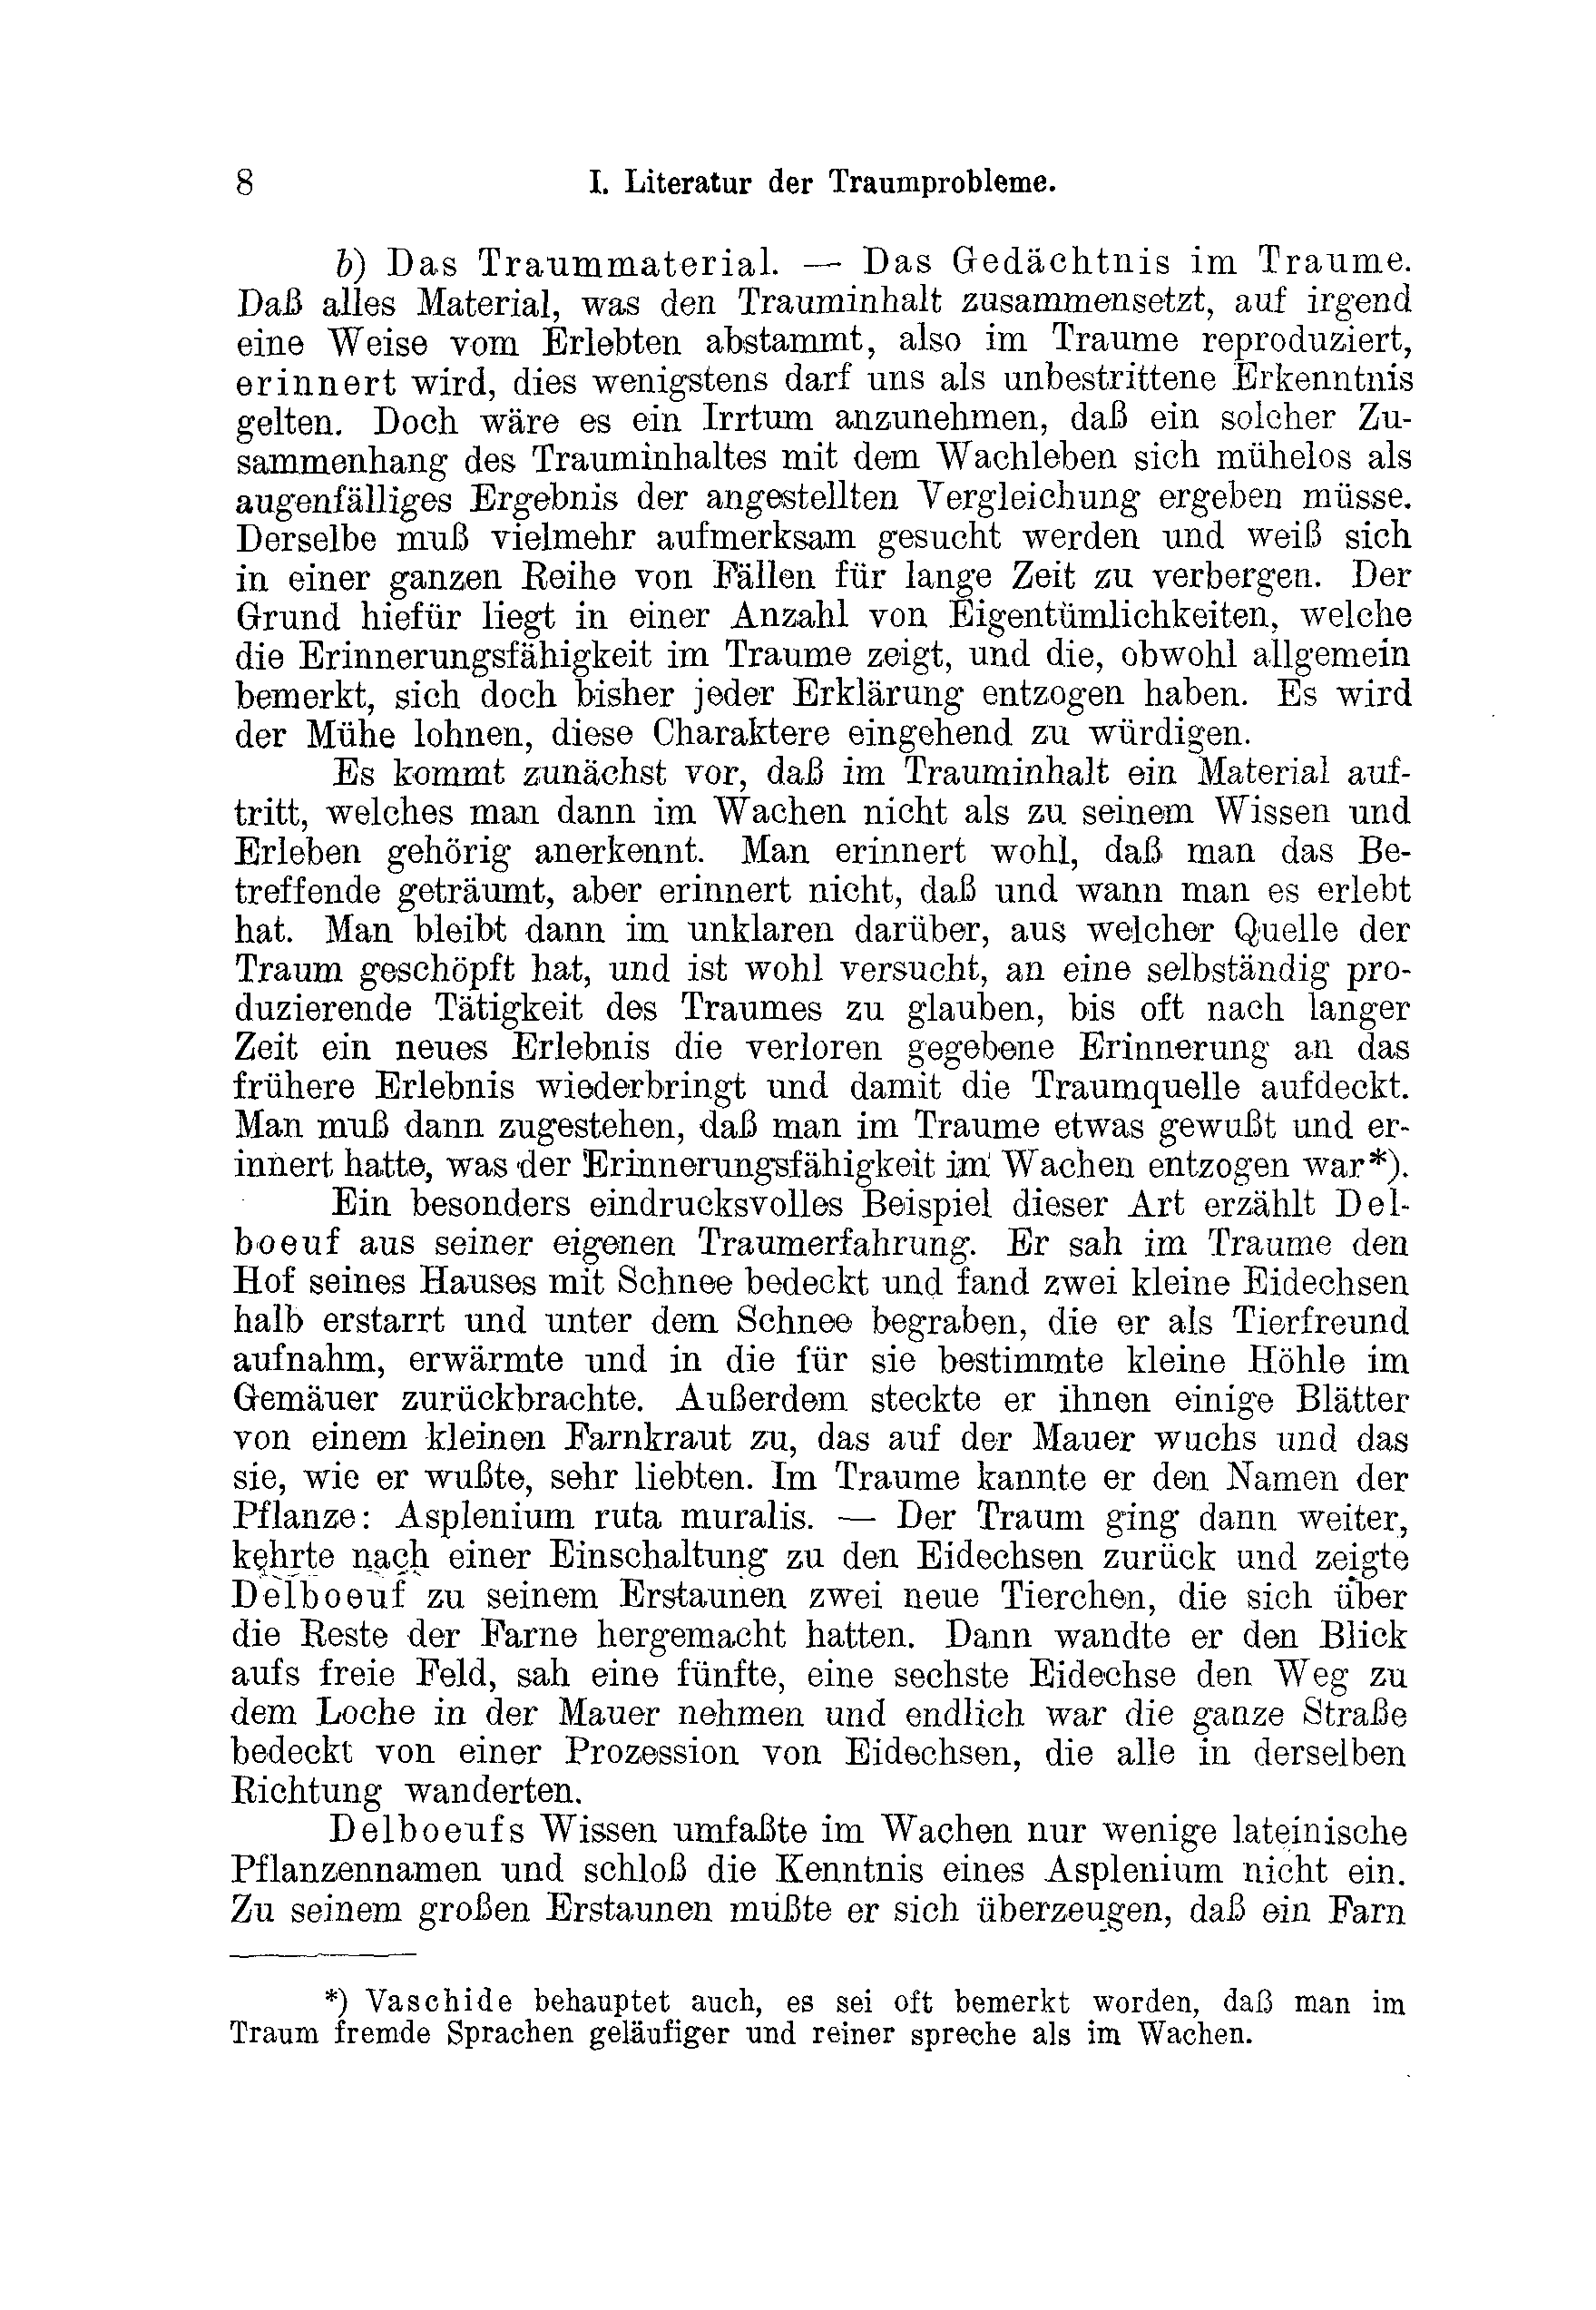 8 I. Literatur der Traumprobleme.
b) Das Traummaterial. — Das Gedächtnis im Traume.
Daß alles Material, was den Trauminhalt zusammensetzt, auf irgend
eine Weise vom Erlebten abstammt, also im Traume reproduziert,
erinnert wird, dies wenigstens darf uns als unbestrittene Erkenntnis
gelten. Doch wäre es ein Irrtum anzunehmen, daß ein solcher Zu-
sammenhang des Trauminhaltes mit dem Wachleben sich mühelos als
augenfälliges Ergebnis der angestellten Vergleichung ergeben müsse.
Derselbe muß vielmehr aufmerksam gesucht werden und weiß sich
in einer ganzen Reihe von Fällen für lange Zeit zu verbergen. Der
Grund hiefür liegt in einer Anzahl von Eigentümlichkeiten, welche
die Erinnerungsfähigkeit im Traume zeigt, und die, obwohl allgemein
bemerkt, sich doch bisher jeder Erklärung entzogen haben. Es wird
der Mühe lohnen, diese Charaktere eingehend zu würdigen.
Es kommt zunächst vor, daß im Trauminhalt ein Material auf-
tritt, welches man dann im Wachen nicht als zu seinem Wissen und
Erleben gehörig anerkennt. Man erinnert wohl, daß man das Be-
treffende geträumt, aber erinnert nicht, daß und wann man es erlebt
hat. Man bleibt dann im unklaren darüber, aus welcher Quelle der
Traum geschöpft hat, und ist wohl versucht, an eine selbständig pro-
duzierende Tätigkeit des Traumes zu glauben, bis oft nach langer
Zeit ein neues Erlebnis die verloren gegebene Erinnerung an das
frühere Erlebnis wiederbringt und damit die Traumquelle aufdeckt.
Man muß dann zugestehen, daß man im Traume etwas gewußt und er-
innert hatte, was der Erinnerungsfähigkeit im Wachen entzogen war*).
Ein besonders eindrucksvolles Beispiel dieser Art erzählt Del-
boeuf aus seiner eigenen Traumerfahrung. Er sah im Traume den
Hof seines Hauses mit Schnee bedeckt und fand zwei kleine Eidechsen
halb erstarrt und unter dem Schnee begraben, die er als Tierfreund
aufnahm, erwärmte und in die für sie bestimmte kleine Höhle im
Gemäuer zurückbrachte. Außerdem steckte er ihnen einige Blätter
von einem kleinen Farnkraut zu, das auf der Mauer wuchs und das
sie, wie er wußte, sehr liebten. Im Traume kannte er den Namen der
Pflanze: Asplenium ruta muralis. — Der Traum ging dann weiter,
kehrte nach einer Einschaltung zu den Eidechsen zurück und zeigte
Delboeuf zu seinem Erstaunen zwei neue Tierchen, die sich über
die Reste der Farne hergemacht hatten. Dann wandte er den Blick
aufs freie Feld, sah eine fünfte, eine sechste Eidechse den Weg zu
dem Loche in der Mauer nehmen und endlich war die ganze Straße
bedeckt von einer Prozession von Eidechsen, die alle in derselben
Richtung wanderten.
Delboeufs Wissen umfaßte im Wachen nur wenige lateinische
Pflanzennamen und schloß die Kenntnis eines Asplenium nicht ein.
Zu seinem großen Erstaunen mußte er sich überzeugen, daß ein Farn
*) Vaschide behauptet auch, es sei oft bemerkt worden, daß man im
Traum fremde Sprachen geläufiger und reiner spreche als im Wachen.